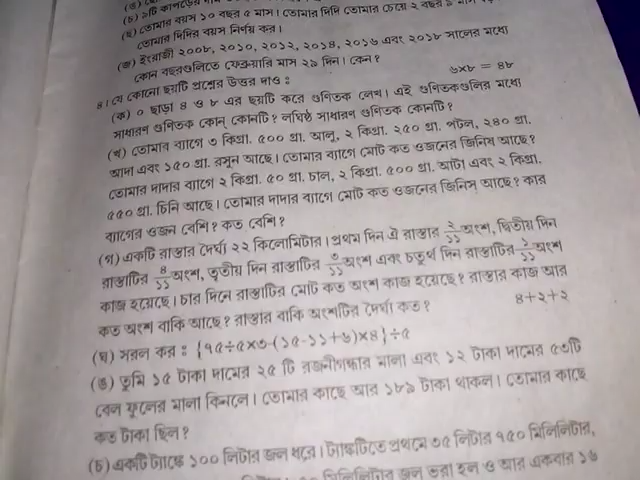 (চ) ৯টি কাপড়ের দাম
(ছ) তোমার বয়স ১০ বছর ৫ মাস। তোমার দিদি তোমার চেয়ে ২ বছর ৯ মাস
তোমার দিদির বয়স নির্ণয় কর।
(জ) ইংরাজী ২০০৮, ২০১০, ২০১২, ২০১৪, ২০১৬ এবং ২০১৮ সালের মধ্যে
কোন বছরগুলিতে ফেব্রুয়ারি মাস ২৯ দিন। কেন?
৬×৮ = ৪৮
৪। যে কোনো ছয়টি প্রশ্নের উত্তর দাও :
(ক) ০ ছাড়া ৪ ও ৮ এর ছয়টি করে গুণিতক লেখ। এই গুণিতকগুলির মধ্যে
সাধারণ গুণিতক কোন্ কোনটি? লঘিষ্ঠ সাধারণ গুণিতক কোনটি?
(খ) তোমার ব্যাগে ৩ কিগ্রা. ৫০০ গ্রা. আলু, ২ কিগ্রা. ২৫০ গ্রা. পটল, ২৪০ গ্রা.
আদা এবং ১৫০ গ্রা. রসুন আছে। তোমার ব্যাগে মোট কত ওজনের জিনিষ আছে?
তোমার দাদার ব্যাগে ২ কিগ্রা. ৫০ গ্রা. চাল, ২ কিগ্রা. ৫০০ গ্রা. আটা এবং ২ কিগ্রা.
৫৫০ গ্রা. চিনি আছে। তোমার দাদার ব্যাগে মোট কত ওজনের জিনিস আছে? কার
ব্যাগের ওজন বেশি? কত বেশি?
(গ) একটি রাস্তার দৈর্ঘ্য ২২ কিলোমিটার। প্রথম দিন ঐ রাস্তার ২/১১ অংশ, দ্বিতীয় দিন
রাস্তাটির ৪/১১ অংশ, তৃতীয় দিন রাস্তাটির ৩/১১ অংশ এবং চতুর্থ দিন রাস্তাটির ১/১১ অংশ
কাজ হয়েছে। চার দিনে রাস্তাটির মোট কত অংশ কাজ হয়েছে? রাস্তার কাজ আর
কত অংশ বাকি আছে? রাস্তার বাকি অংশটির দৈর্ঘ্য কত?
৪+২+২
(ঘ) সরল কর : {৭৫÷৫×৩-(১৫-১১+৬)×৪}÷৫
(ঙ) তুমি ১৫ টাকা দামের ২৫ টি রজনীগন্ধার মালা এবং ১২ টাকা দামের ৫৩টি
বেল ফুলের মালা কিনলে। তোমার কাছে আর ১৮৯ টাকা থাকল। তোমার কাছে
কত টাকা ছিল?
(চ) একটি ট্যাঙ্কে ১০০ লিটার জল ধরে। ট্যাঙ্কটিতে প্রথমে ৩৫ লিটার ৭৫০ মিলিলিটার,
মিলিলিটার জল ভরা হল ও আর একবার ১৬